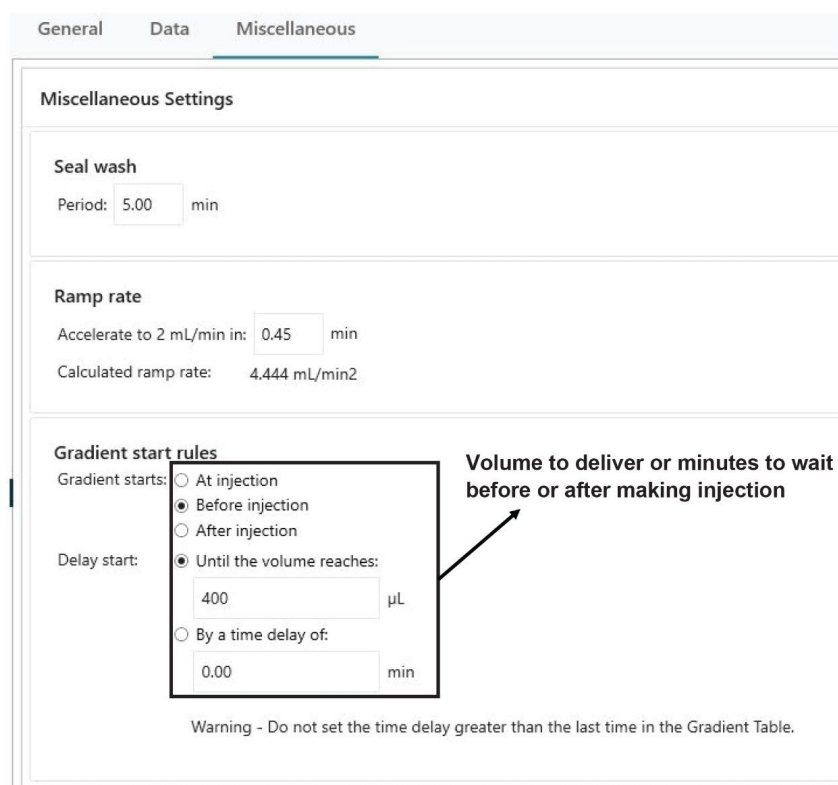 General Data Miscellaneous
Miscellaneous Settings
Seal wash
Period: 5.00 min
Ramp rate
Accelerate to 2 mL/min in: 0.45 min
Calculated ramp rate: 4.444 mL/min2
Gradient start rules
Gradient starts: At injection
Before injection
After injection
Delay start: Until the volume reaches:
400 µL
By a time delay of:
0.00 min
Warning - Do not set the time delay greater than the last time in the Gradient Table.
Volume to deliver or minutes to wait
before or after making injection